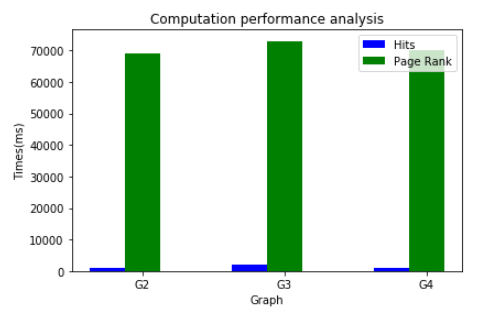 Computation performance analysis
Hits
Page Rank
70000
60000
50000
40000
30000
20000
10000
0
Times(ms)
G2
G3
G4
Graph